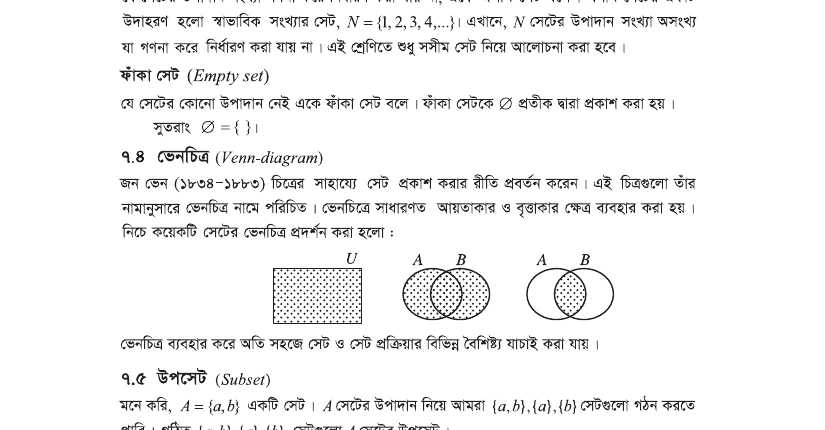 উদাহরণ হলো স্বাভাবিক সংখ্যার সেট, N = {1, 2, 3, 4,...}। এখানে, N সেটের উপাদান সংখ্যা অসংখ্য
যা গণনা করে নির্ধারণ করা যায় না। এই শ্রেণিতে শুধু সসীম সেট নিয়ে আলোচনা করা হবে।
ফাঁকা সেট (Empty set)
যে সেটের কোনো উপাদান নেই একে ফাঁকা সেট বলে। ফাঁকা সেটকে ∅ প্রতীক দ্বারা প্রকাশ করা হয়।
সুতরাং ∅ = { }।
৭.৪ ভেনচিত্র (Venn-diagram)
জন ভেন (১৮৩৪-১৮৮৩) চিত্রের সাহায্যে সেট প্রকাশ করার রীতি প্রবর্তন করেন। এই চিত্রগুলো তাঁর
নামানুসারে ভেনচিত্র নামে পরিচিত। ভেনচিত্রে সাধারণত আয়তাকার ও বৃত্তাকার ক্ষেত্র ব্যবহার করা হয়।
নিচে কয়েকটি সেটের ভেনচিত্র প্রদর্শন করা হলো :
U A B A B
ভেনচিত্র ব্যবহার করে অতি সহজে সেট ও সেট প্রক্রিয়ার বিভিন্ন বৈশিষ্ট্য যাচাই করা যায়।
৭.৫ উপসেট (Subset)
মনে করি, A = {a, b} একটি সেট। A সেটের উপাদান নিয়ে আমরা {a, b},{a},{b} সেটগুলো গঠন করতে